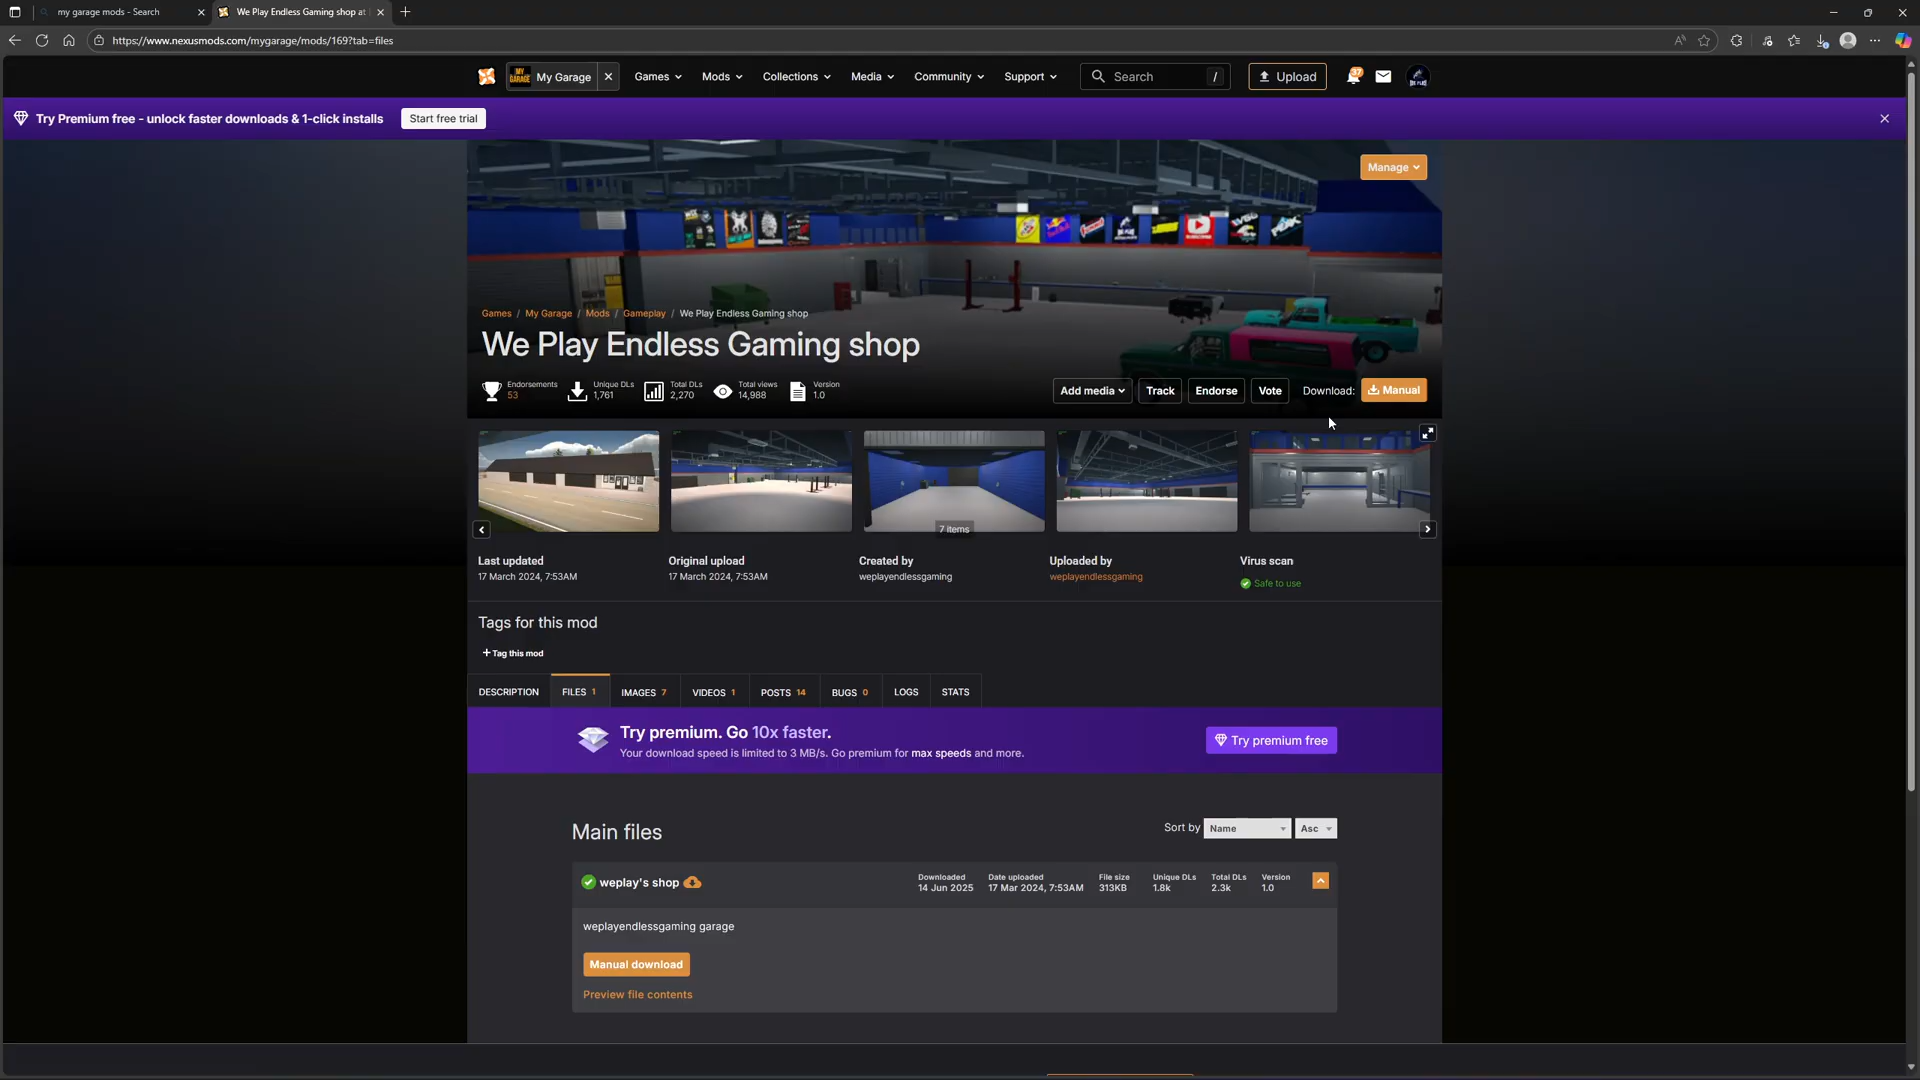 my garage mods - Search
We Play Endless Gaming shop at
https://www.nexusmods.com/mygarage/mods/169?tab=files
MY GARAGE My Garage Games Mods Collections Media Community Support Search / Upload 37
Try Premium free - unlock faster downloads & 1-click installs Start free trial
Manage
Games / My Garage / Mods / Gameplay / We Play Endless Gaming shop
We Play Endless Gaming shop
Endorsements 53
Unique DLs 1,761
Total DLs 2,270
Total views 14,988
Version 1.0
Add media Track Endorse Vote Download: Manual
7 items
Last updated
17 March 2024, 7:53AM
Original upload
17 March 2024, 7:53AM
Created by
weplayendlessgaming
Uploaded by
weplayendlessgaming
Virus scan
Safe to use
Tags for this mod
+ Tag this mod
DESCRIPTION FILES 1 IMAGES 7 VIDEOS 1 POSTS 14 BUGS 0 LOGS STATS
Try premium. Go 10x faster.
Your download speed is limited to 3 MB/s. Go premium for max speeds and more.
Try premium free
Main files
Sort by Name Asc
weplay's shop
Downloaded 14 Jun 2025
Date uploaded 17 Mar 2024, 7:53AM
File size 313KB
Unique DLs 1.8k
Total DLs 2.3k
Version 1.0
weplayendlessgaming garage
Manual download
Preview file contents